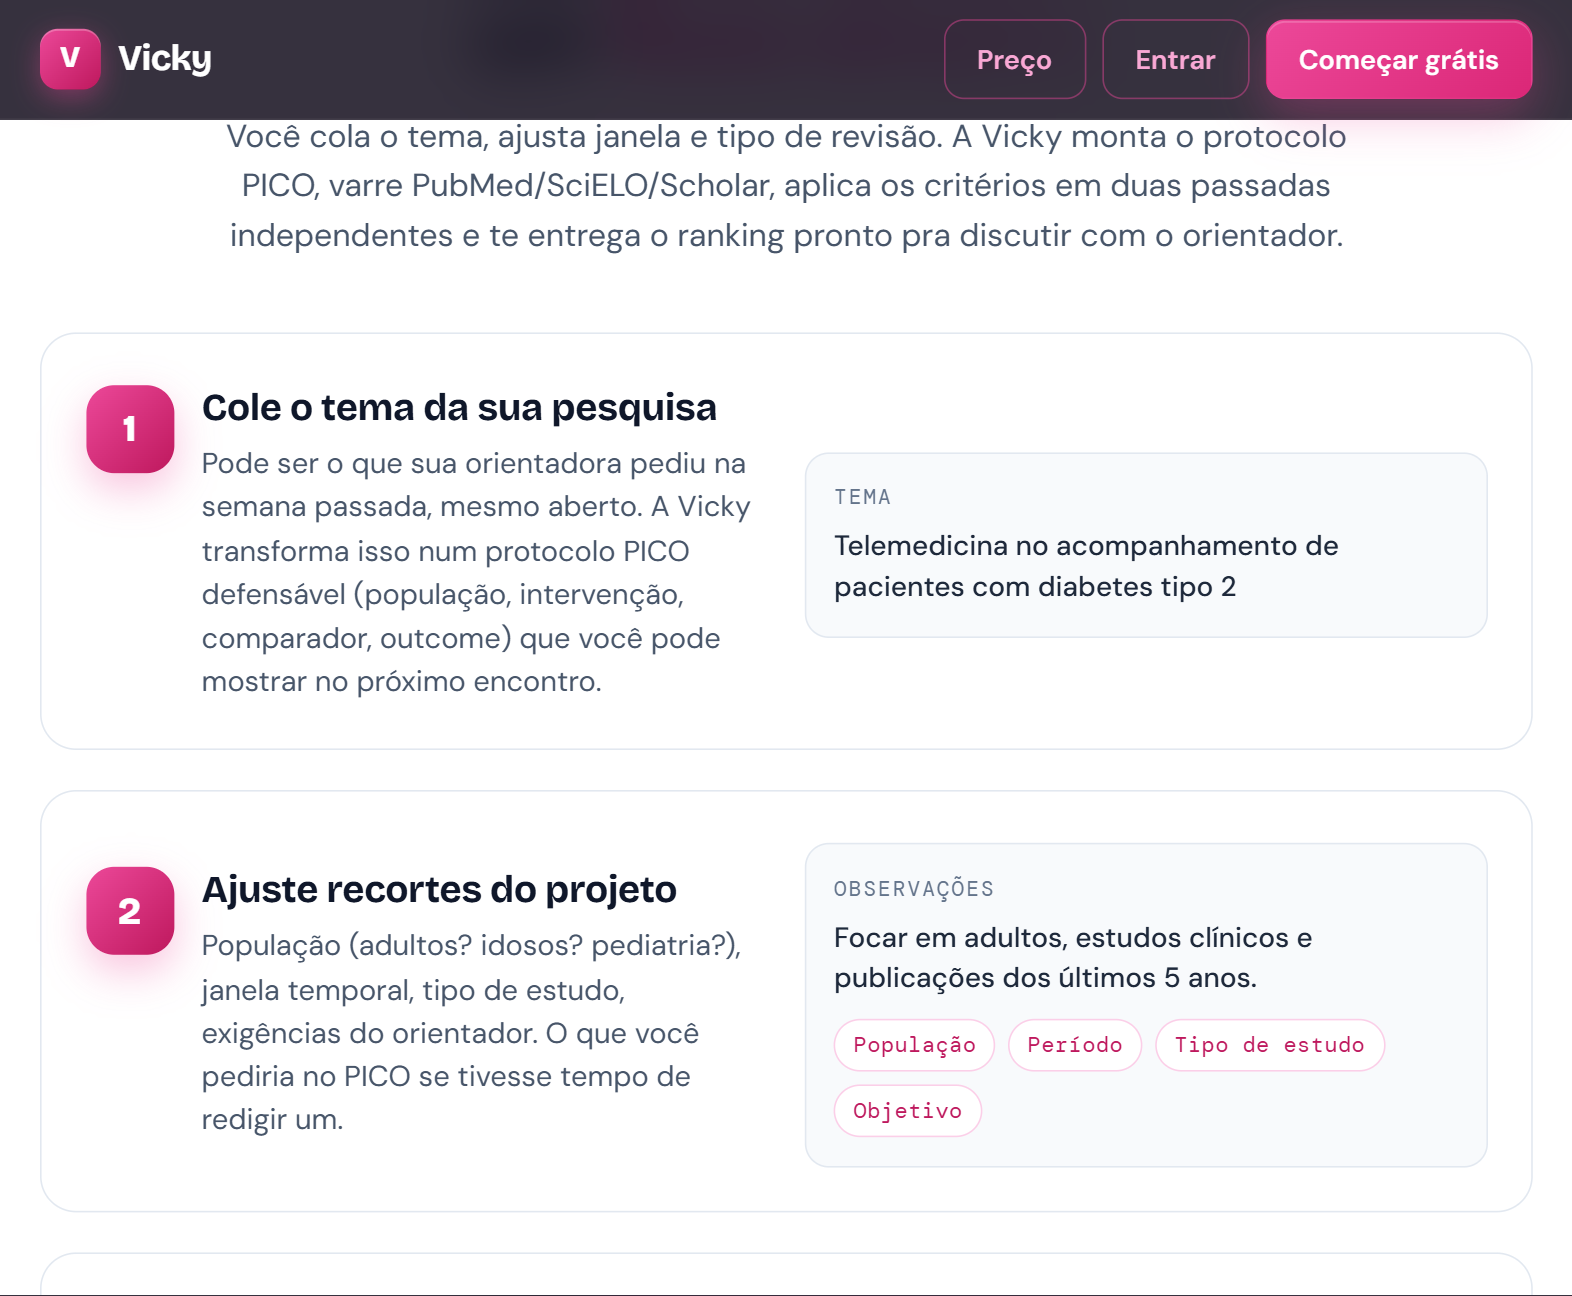 V
Vicky
Preço
Entrar
Começar grátis
Você cola o tema, ajusta janela e tipo de revisão. A Vicky monta o protocolo
PICO, varre PubMed/SciELO/Scholar, aplica os critérios em duas passadas
independentes e te entrega o ranking pronto pra discutir com o orientador.
1
Cole o tema da sua pesquisa
Pode ser o que sua orientadora pediu na
semana passada, mesmo aberto. A Vicky
transforma isso num protocolo PICO
defensável (população, intervenção,
comparador, outcome) que você pode
mostrar no próximo encontro.
TEMA
Telemedicina no acompanhamento de
pacientes com diabetes tipo 2
2
Ajuste recortes do projeto
População (adultos? idosos? pediatria?),
janela temporal, tipo de estudo,
exigências do orientador. O que você
pediria no PICO se tivesse tempo de
redigir um.
OBSERVAÇÕES
Focar em adultos, estudos clínicos e
publicações dos últimos 5 anos.
População
Período
Tipo de estudo
Objetivo